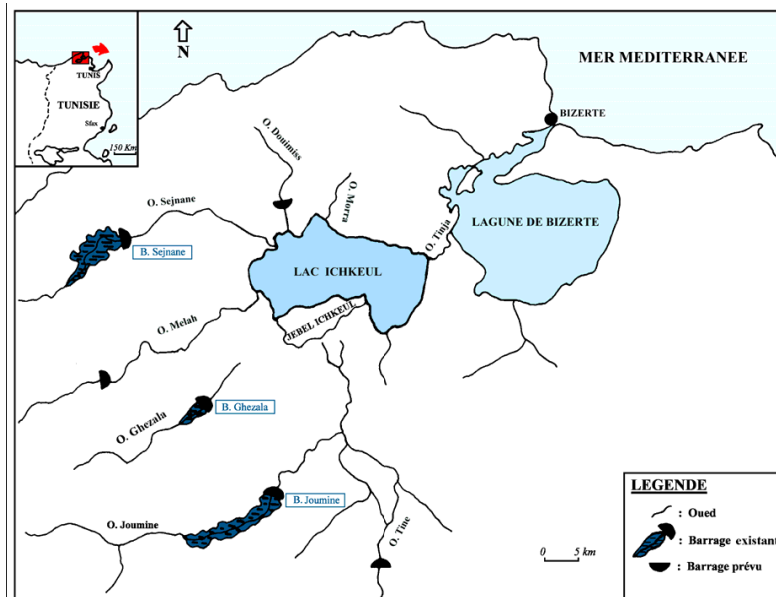 N
TUNIS
TUNISIE
Sfax
150 Km
MER MEDITERRANEE
BIZERTE
O. Douimiss
O. Morra
O. Sejnane
O. Tinja
LAGUNE DE BIZERTE
B. Sejnane
LAC ICHKEUL
JEBEL ICHKEUL
O. Melah
O. Ghezala
B. Ghezala
B. Joumine
O. Joumine
O. Tine
0 5 km
LEGENDE
: Oued
: Barrage existant
: Barrage prévu